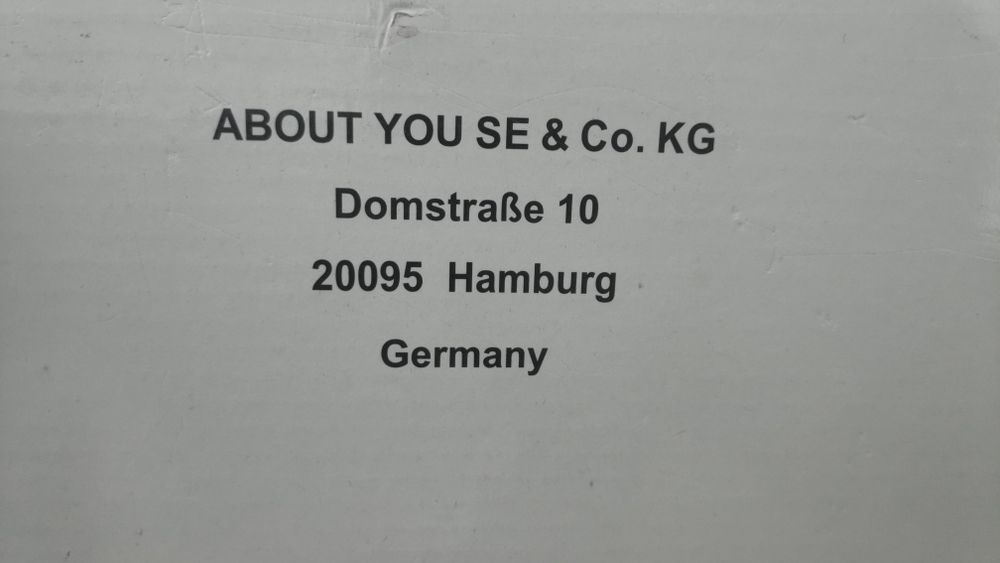 ABOUT YOU SE & Co. KG
Domstraße 10
20095 Hamburg
Germany